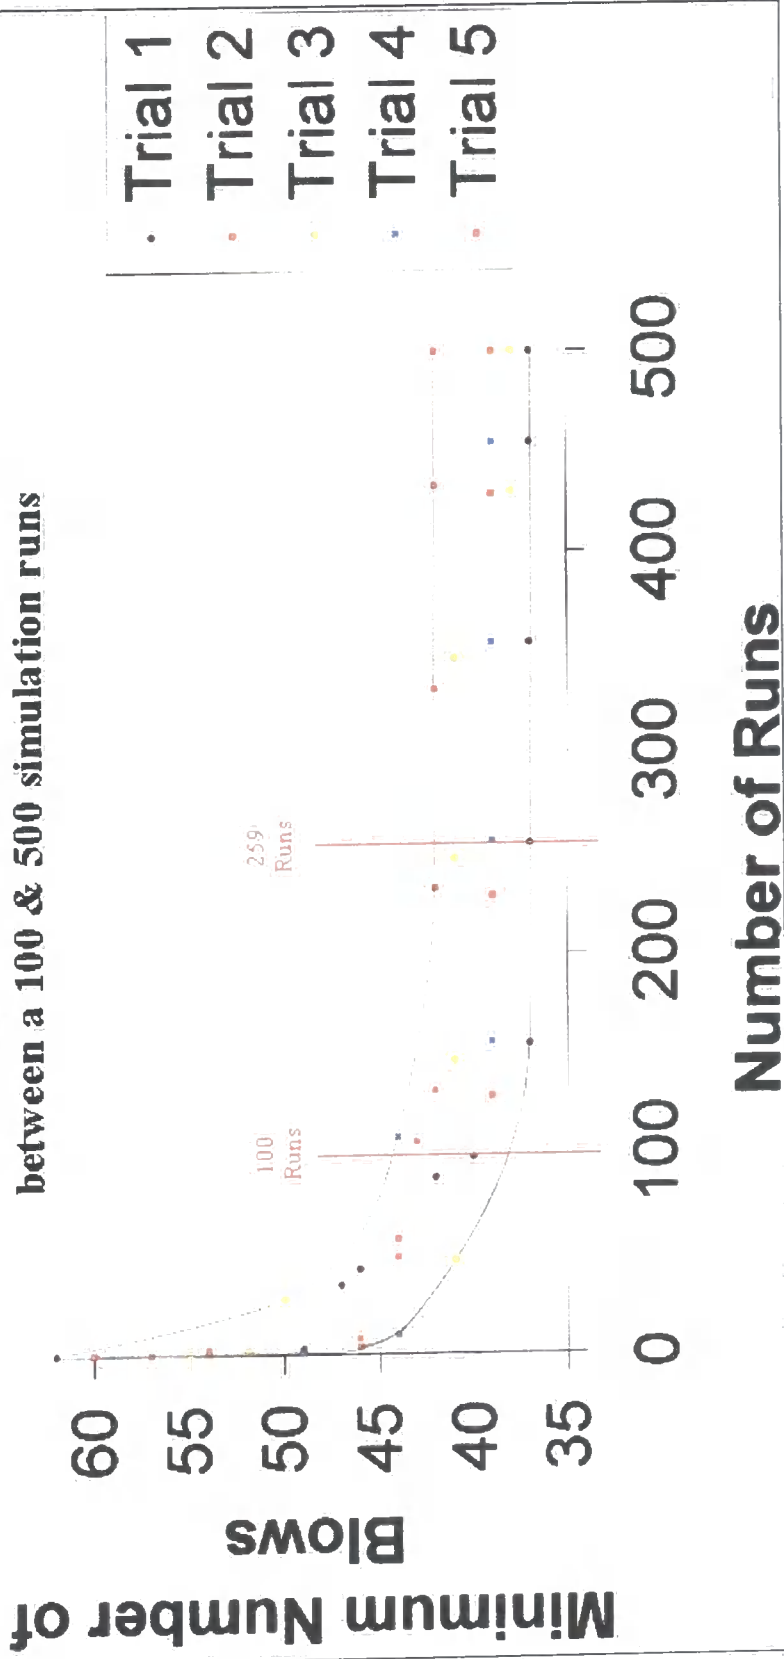 between a 100 & 500 simulation runs
Minimum Number of
Blows
60
55
50
45
40
35
0
100
200
300
400
500
Number of Runs
100
Runs
259
Runs
Trial 1
Trial 2
Trial 3
Trial 4
Trial 5